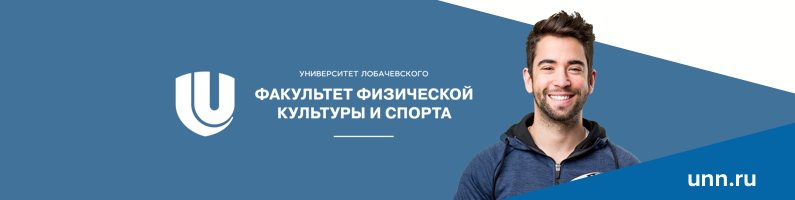 УНИВЕРСИТЕТ ЛОБАЧЕВСКОГО
ФАКУЛЬТЕТ ФИЗИЧЕСКОЙ
КУЛЬТУРЫ И СПОРТА
unn.ru